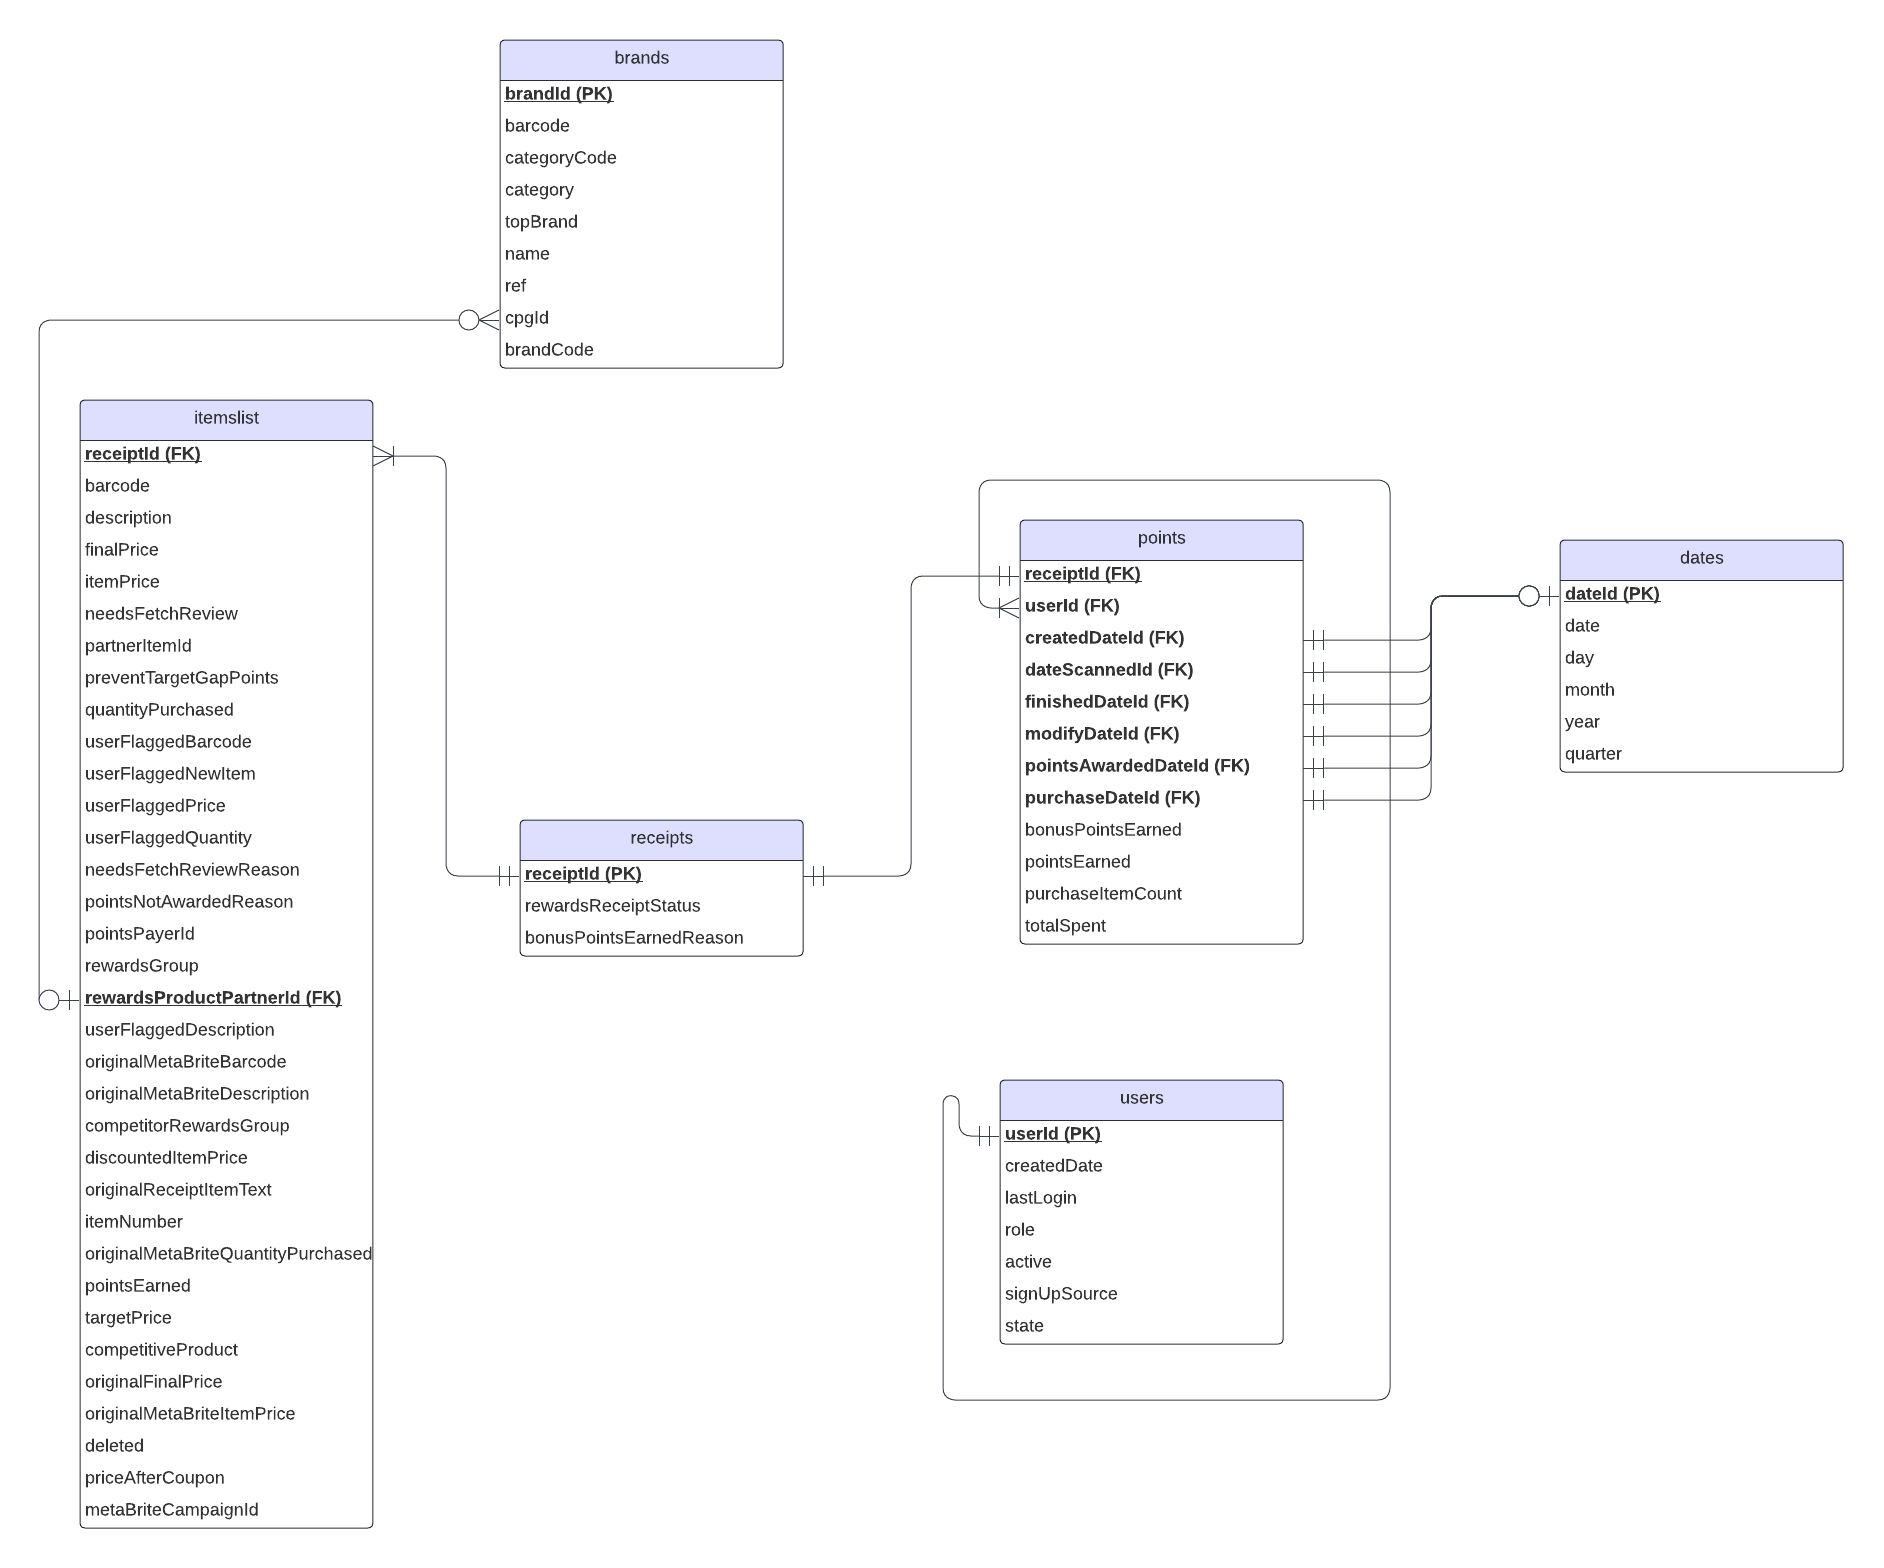 brands
brandId (PK)
barcode
categoryCode
category
topBrand
name
ref
cpgId
brandCode
itemslist
receiptId (FK)
barcode
description
finalPrice
itemPrice
needsFetchReview
partnerItemId
preventTargetGapPoints
quantityPurchased
userFlaggedBarcode
userFlaggedNewItem
userFlaggedPrice
userFlaggedQuantity
needsFetchReviewReason
pointsNotAwardedReason
pointsPayerId
rewardsGroup
rewardsProductPartnerId (FK)
userFlaggedDescription
originalMetaBriteBarcode
originalMetaBriteDescription
competitorRewardsGroup
discountedItemPrice
originalReceiptItemText
itemNumber
originalMetaBriteQuantityPurchased
pointsEarned
targetPrice
competitiveProduct
originalFinalPrice
originalMetaBriteItemPrice
deleted
priceAfterCoupon
metaBriteCampaignId
receipts
receiptId (PK)
rewardsReceiptStatus
bonusPointsEarnedReason
points
receiptId (FK)
userId (FK)
createdDateId (FK)
dateScannedId (FK)
finishedDateId (FK)
modifyDateId (FK)
pointsAwardedDateId (FK)
purchaseDateId (FK)
bonusPointsEarned
pointsEarned
purchaseItemCount
totalSpent
dates
dateId (PK)
date
day
month
year
quarter
users
userId (PK)
createdDate
lastLogin
role
active
signUpSource
state